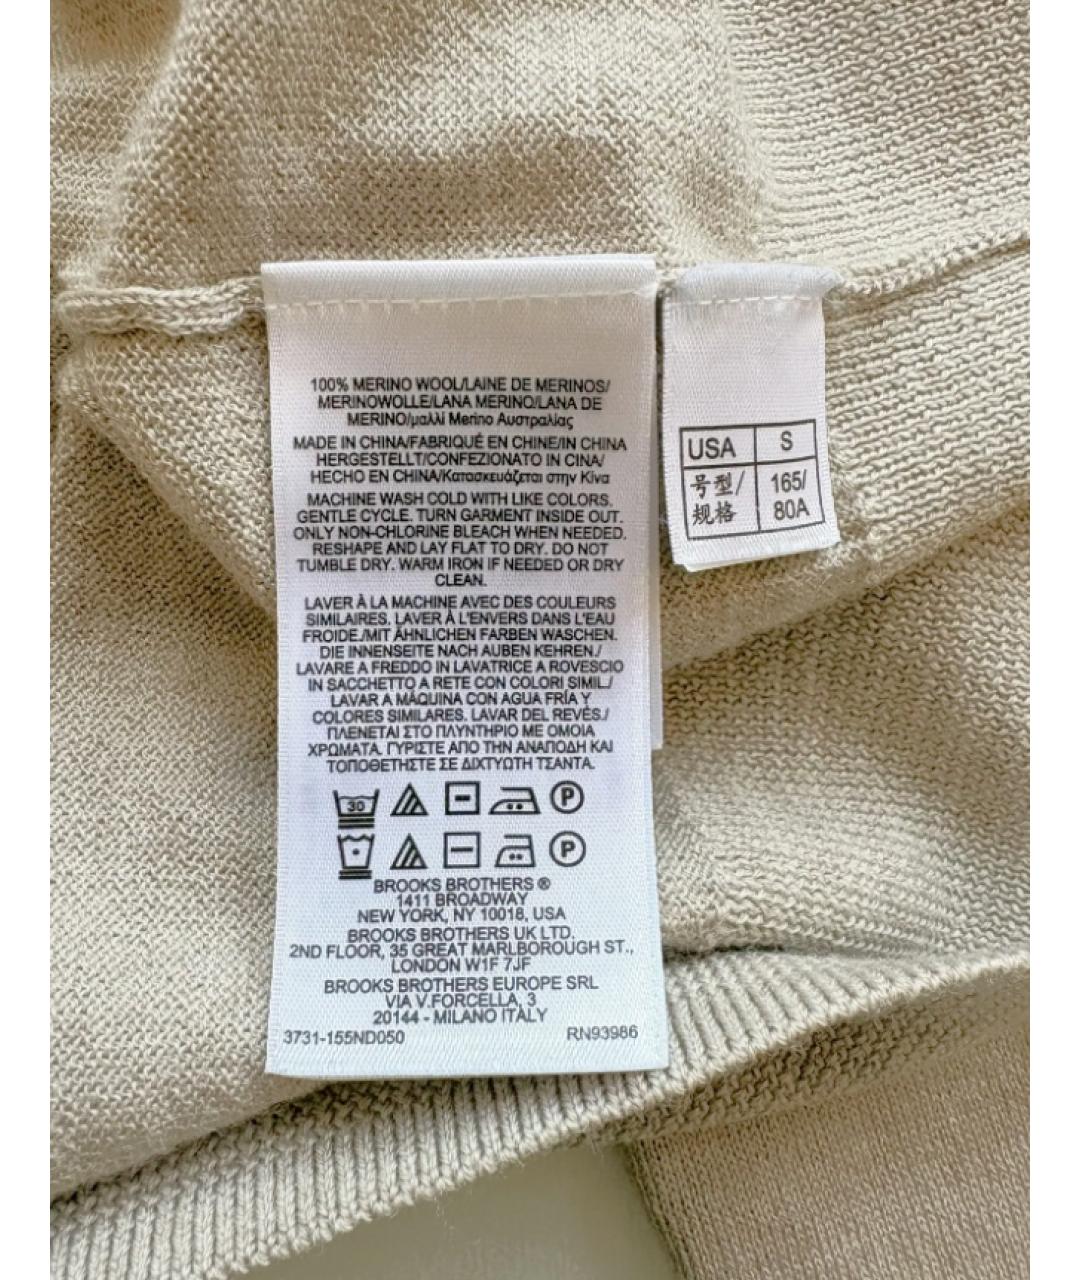 100% MERINO WOOL/LAINE DE MERINOS/
MERINOWOLLE/LANA MERINO/LANA DE
MERINO/μαλλί Merino Αυστραλίας
MADE IN CHINA/FABRIQUÉ EN CHINE/IN CHINA
HERGESTELLT/CONFEZIONATO IN CINA/
HECHO EN CHINA/Κατασκευάζεται στην Κίνα
MACHINE WASH COLD WITH LIKE COLORS.
GENTLE CYCLE. TURN GARMENT INSIDE OUT.
ONLY NON-CHLORINE BLEACH WHEN NEEDED.
RESHAPE AND LAY FLAT TO DRY. DO NOT
TUMBLE DRY. WARM IRON IF NEEDED OR DRY
CLEAN.
LAVER À LA MACHINE AVEC DES COULEURS
SIMILAIRES. LAVER À L'ENVERS DANS L'EAU
FROIDE./MIT ÄHNLICHEN FARBEN WASCHEN.
DIE INNENSEITE NACH AUBEN KEHREN./
LAVARE A FREDDO IN LAVATRICE A ROVESCIO
IN SACCHETTO A RETE CON COLORI SIMIL./
LAVAR A MÁQUINA CON AGUA FRÍA Y
COLORES SIMILARES. LAVAR DEL REVÉS./
ΠΛΕΝΕΤΑΙ ΣΤΟ ΠΛΥΝΤΗΡΙΟ ΜΕ ΟΜΟΙΑ
ΧΡΩΜΑΤΑ. ΓΥΡΙΣΤΕ ΑΠΟ ΤΗΝ ΑΝΑΠΟΔΗ ΚΑΙ
ΤΟΠΟΘΕΤΗΣΤΕ ΣΕ ΔΙΧΤΥΩΤΗ ΤΣΑΝΤΑ.
30 P
P
BROOKS BROTHERS ®
1411 BROADWAY
NEW YORK, NY 10018, USA
BROOKS BROTHERS UK LTD.
2ND FLOOR, 35 GREAT MARLBOROUGH ST.,
LONDON W1F 7JF
BROOKS BROTHERS EUROPE SRL
VIA V.FORCELLA, 3
20144 - MILANO ITALY
3731-155ND050 RN93986
USA S
号型/ 165/
规格 80A